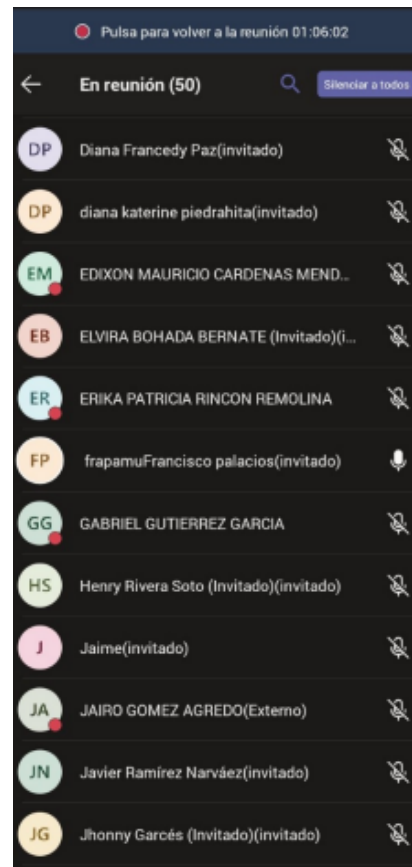 Pulsa para volver a la reunión 01:06:02
En reunión (50)
Silenciar a todos
DP Diana Francedy Paz(invitado)
DP diana katerine piedrahita(invitado)
EM EDIXON MAURICIO CARDENAS MEND...
EB ELVIRA BOHADA BERNATE (Invitado)(i...
ER ERIKA PATRICIA RINCON REMOLINA
FP frapamuFrancisco palacios(invitado)
GG GABRIEL GUTIERREZ GARCIA
HS Henry Rivera Soto (Invitado)(invitado)
J Jaime(invitado)
JA JAIRO GOMEZ AGREDO(Externo)
JN Javier Ramírez Narváez(invitado)
JG Jhonny Garcés (Invitado)(invitado)